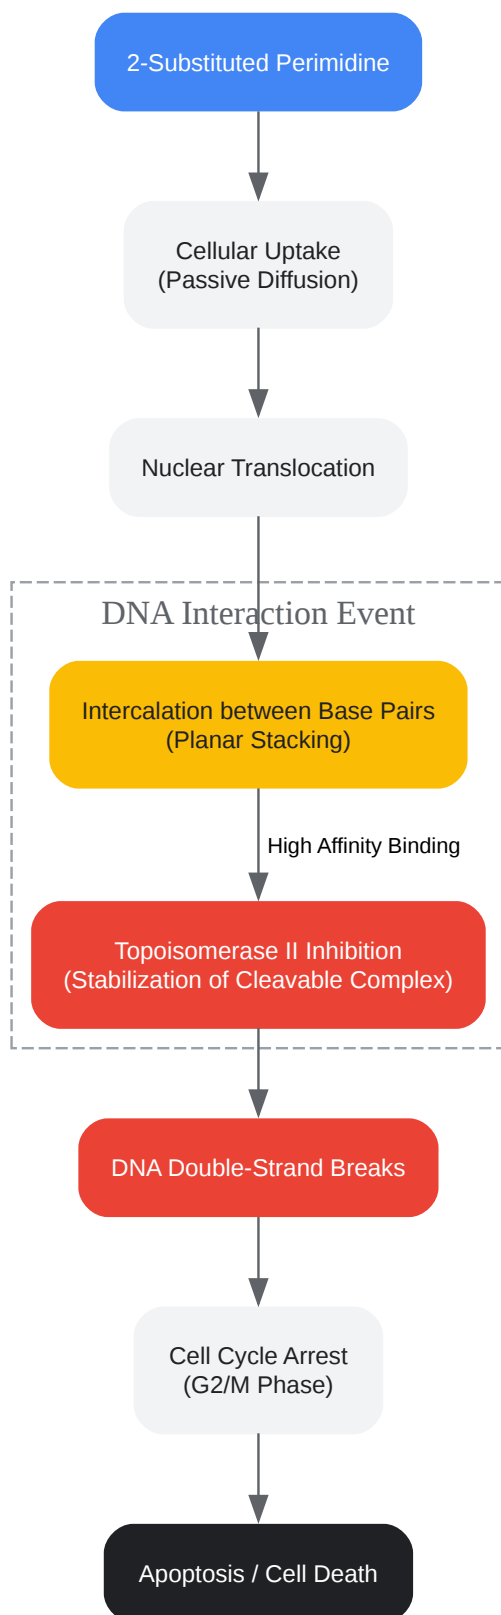 2-Substituted Perimidine
Cellular Uptake
(Passive Diffusion)
Nuclear Translocation
DNA Interaction Event
Intercalation between Base Pairs
(Planar Stacking)
High Affinity Binding
Topoisomerase II Inhibition
(Stabilization of Cleavable Complex)
DNA Double-Strand Breaks
Cell Cycle Arrest
(G2/M Phase)
Apoptosis / Cell Death